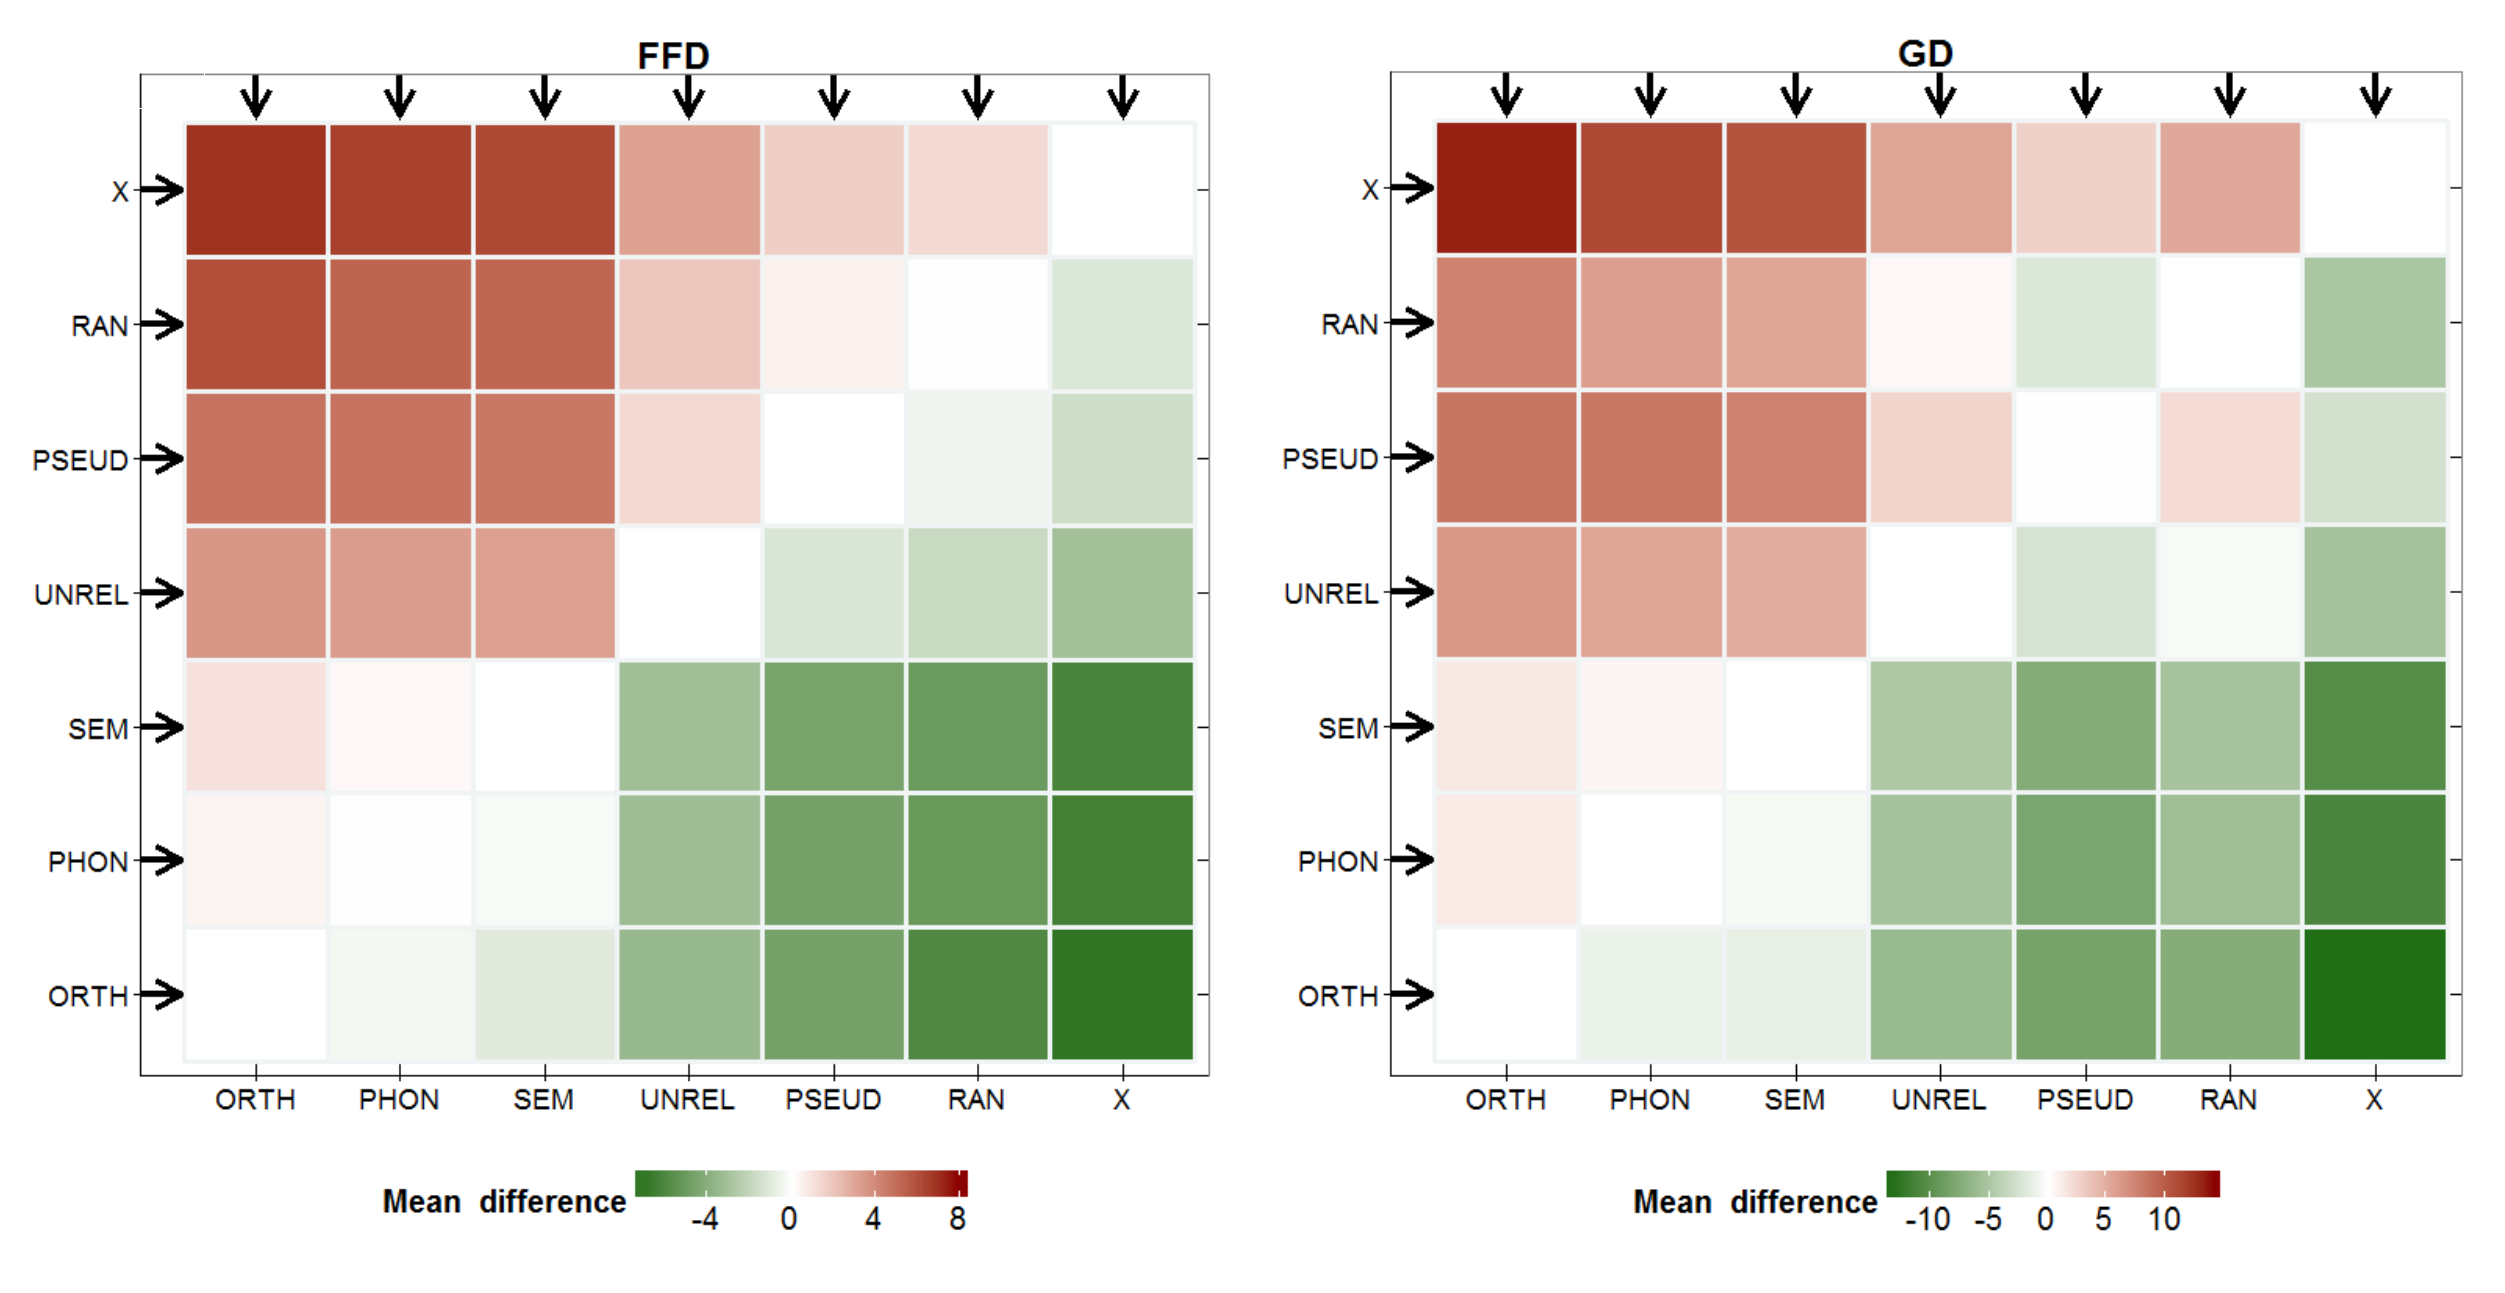 FFD
X
RAN
PSEUD
UNREL
SEM
PHON
ORTH
ORTH PHON SEM UNREL PSEUD RAN X
Mean difference
-4 0 4 8
GD
X
RAN
PSEUD
UNREL
SEM
PHON
ORTH
ORTH PHON SEM UNREL PSEUD RAN X
Mean difference
-10 -5 0 5 10